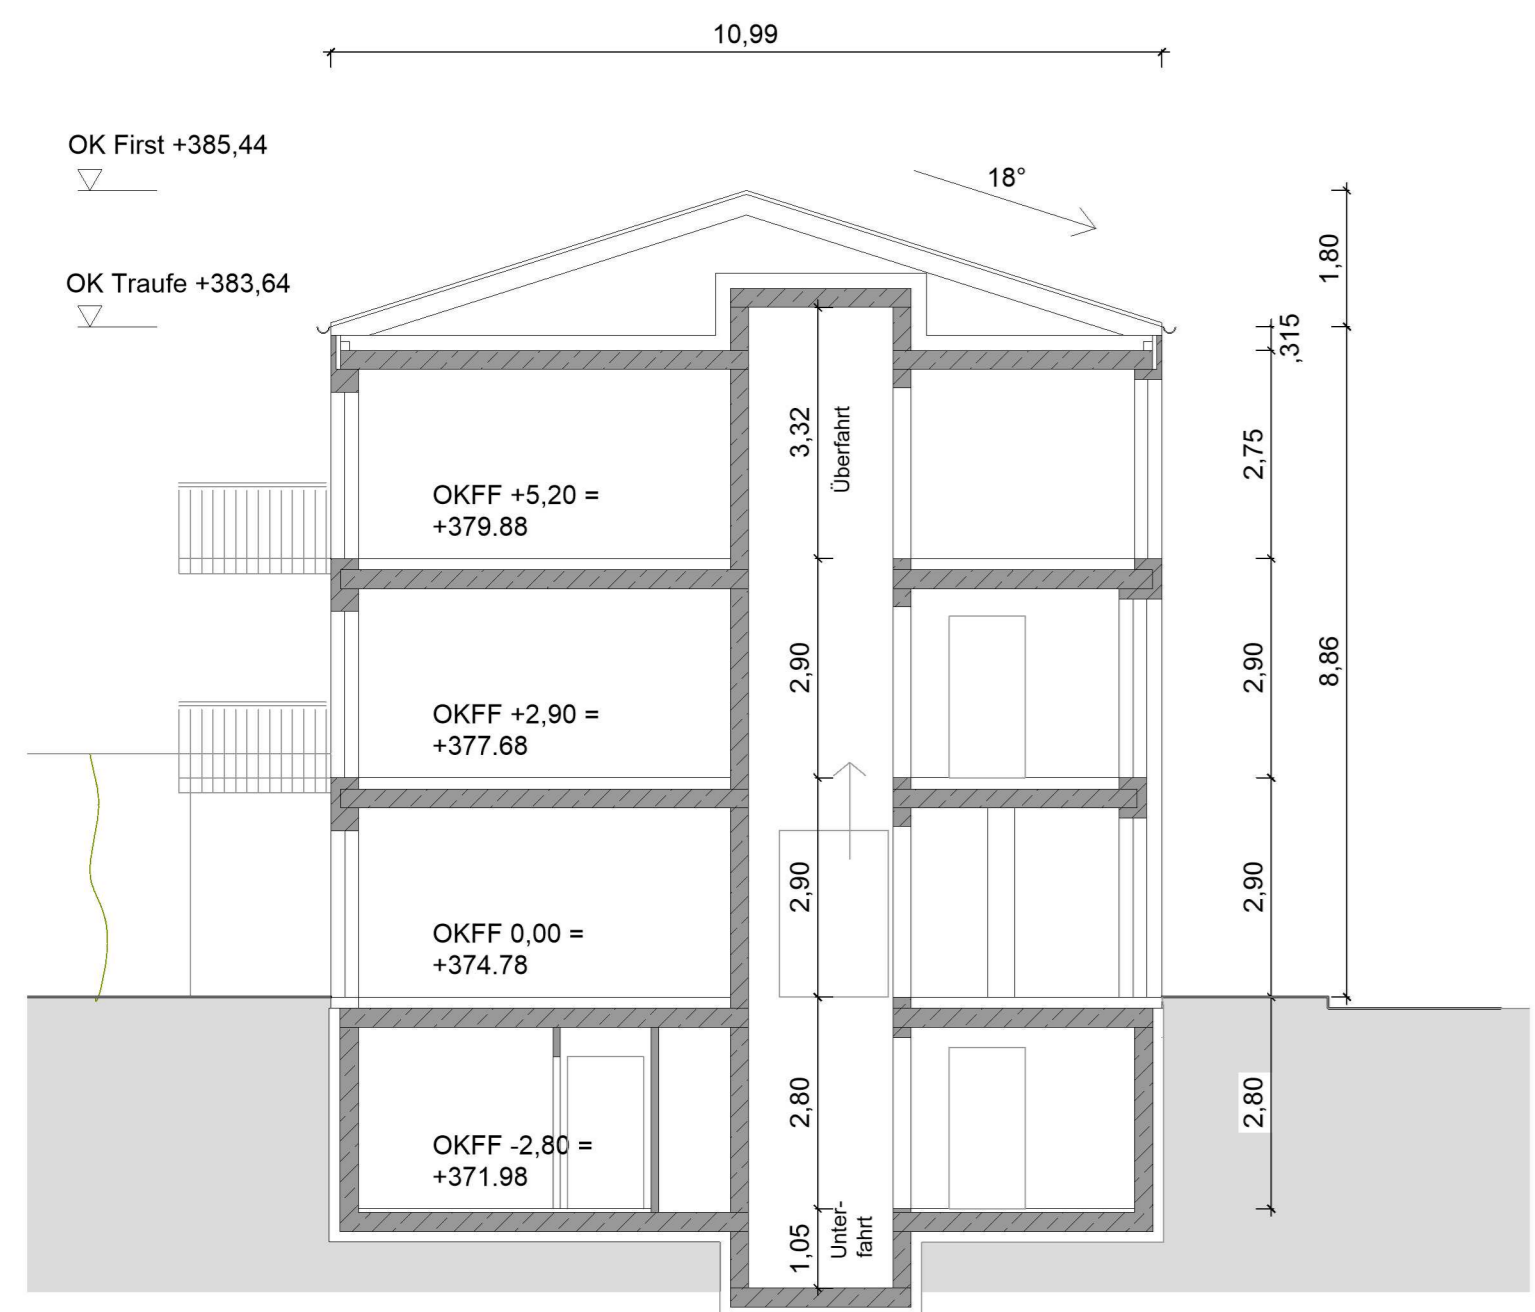 10,99
OK First +385,44
18°
1,80
OK Traufe +383,64
,315
3,32
Überfahrt
2,75
OKFF +5,20 =
+379.88
2,90
2,90
8,86
OKFF +2,90 =
+377.68
2,90
2,90
OKFF 0,00 =
+374.78
2,80
2,80
OKFF -2,80 =
+371.98
1,05
Unter-
fahrt